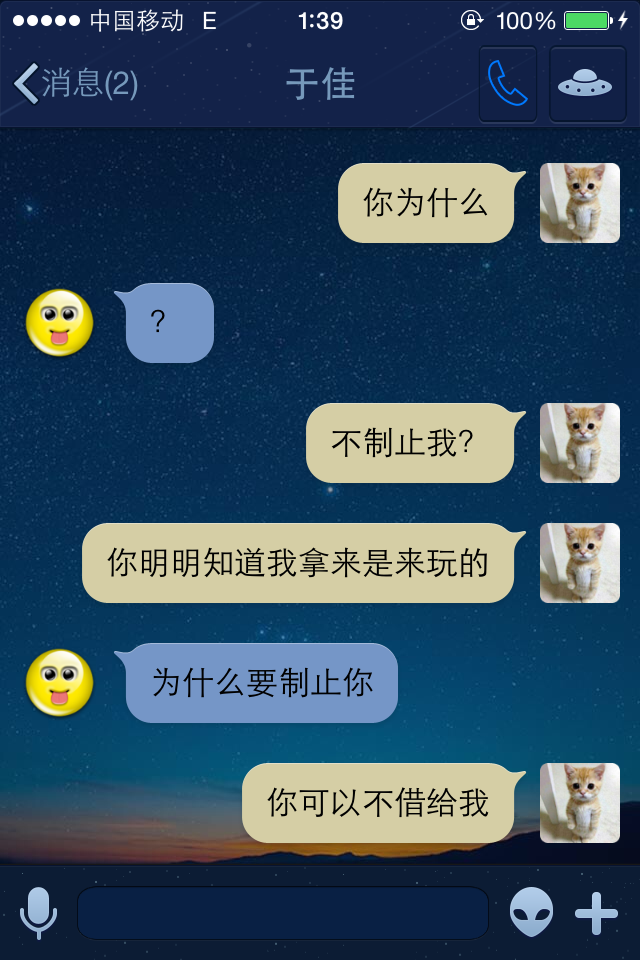 中国移动 E 1:39 100%
消息(2) 于佳
你为什么
?
不制止我?
你明明知道我拿来是来玩的
为什么要制止你
你可以不借给我